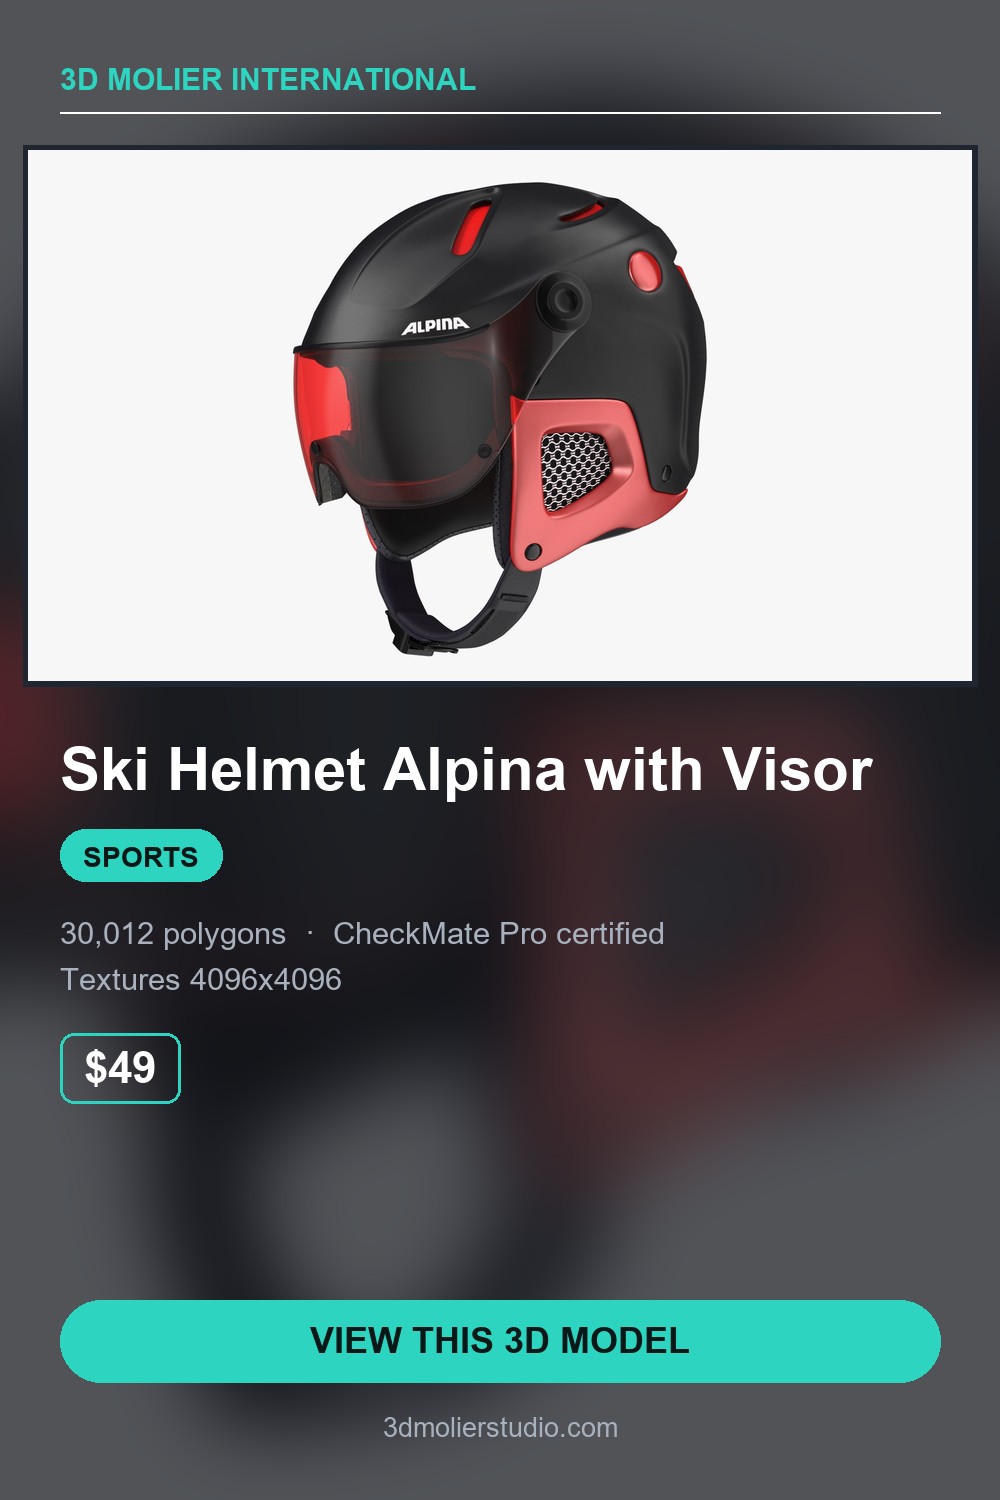 3D MOLIER INTERNATIONAL
ALPINA
Ski Helmet Alpina with Visor
SPORTS
30,012 polygons · CheckMate Pro certified
Textures 4096x4096
$49
VIEW THIS 3D MODEL
3dmolierstudio.com